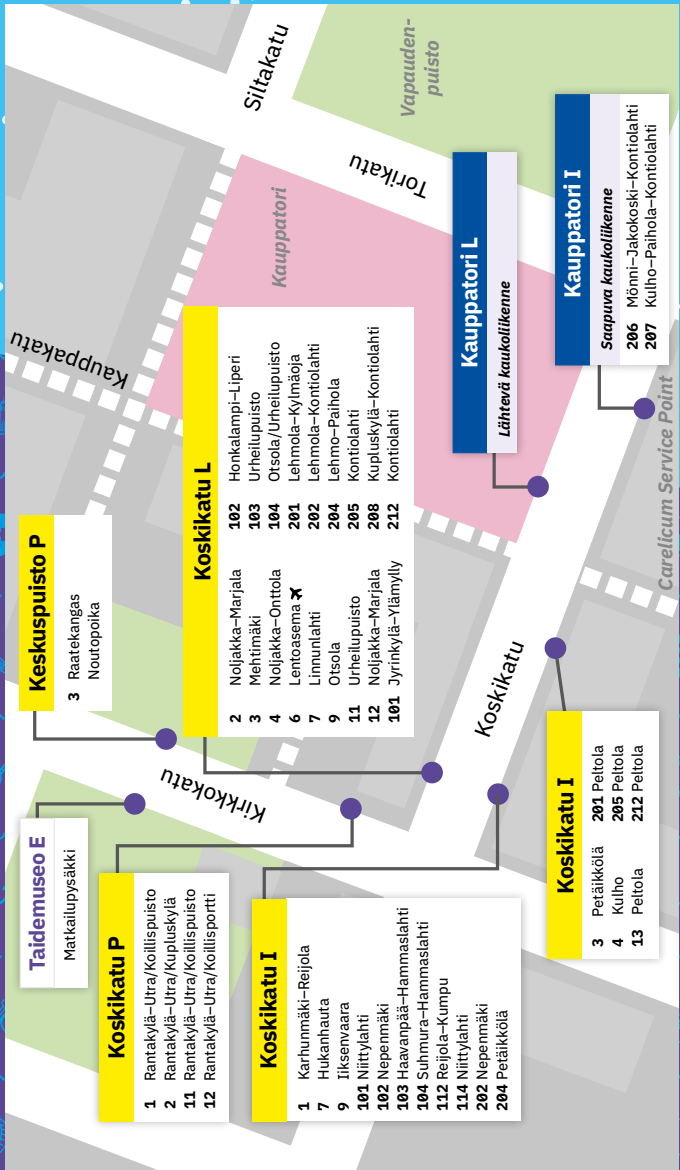 Taidemuseo E
Matkailupysäkki
Keskuspuisto P
3 Raatekangas
Noutopoika
Koskikatu P
1 Rantakylä–Utra/Koillispuisto
2 Rantakylä–Utra/Kupluskylä
11 Rantakylä–Utra/Koillispuisto
12 Rantakylä–Utra/Koillisportti
Koskikatu L
2 Noljakka–Marjala
3 Mehtimäki
4 Noljakka–Onttola
6 Lentoasema
7 Linnunlahti
9 Otsola
11 Urheilupuisto
12 Noljakka–Marjala
101 Jyrinkylä–Ylämylly
102 Honkalampi–Liperi
103 Urheilupuisto
104 Otsola/Urheilupuisto
201 Lehmola–Kylmäoja
202 Lehmola–Kontiolahti
204 Lehmo–Paihola
205 Kontiolahti
208 Kupluskylä–Kontiolahti
212 Kontiolahti
Koskikatu I
1 Karhunmäki–Reijola
7 Hukanhauta
9 Iiksenvaara
101 Niittylahti
102 Nepenmäki
103 Haavanpää–Hammaslahti
104 Suhmura–Hammaslahti
112 Reijola–Kumpu
114 Niittylahti
202 Nepenmäki
204 Petäikkölä
Koskikatu I
3 Petäikkölä
4 Kulho
13 Peltola
201 Peltola
205 Peltola
212 Peltola
Kauppatori L
Lähtevä kaukoliikenne
Kauppatori I
Saapuva kaukoliikenne
206 Mönni–Jakokoski–Kontiolahti
207 Kulho–Paihola–Kontiolahti
Kauppakatu
Siltakatu
Torikatu
Kirkkokatu
Koskikatu
Kauppatori
Vapauden-
puisto
Carelicum Service Point